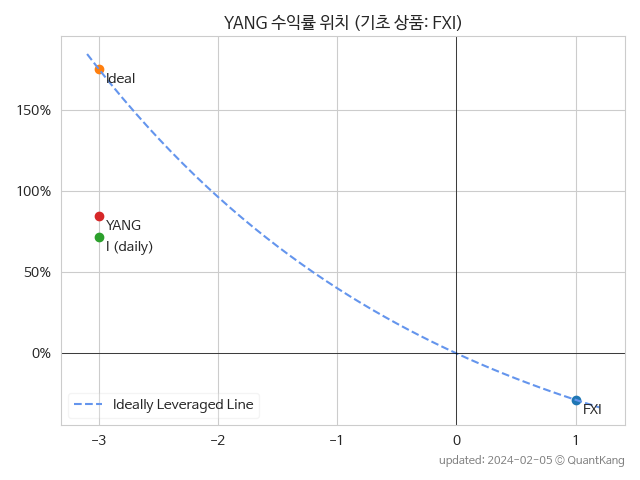 YANG 수익률 위치 (기초 상품: FXI)
150%
100%
50%
0%
Ideal
YANG
I (daily)
FXI
Ideally Leveraged Line
-3
-2
-1
0
1
updated: 2024-02-05 © QuantKang